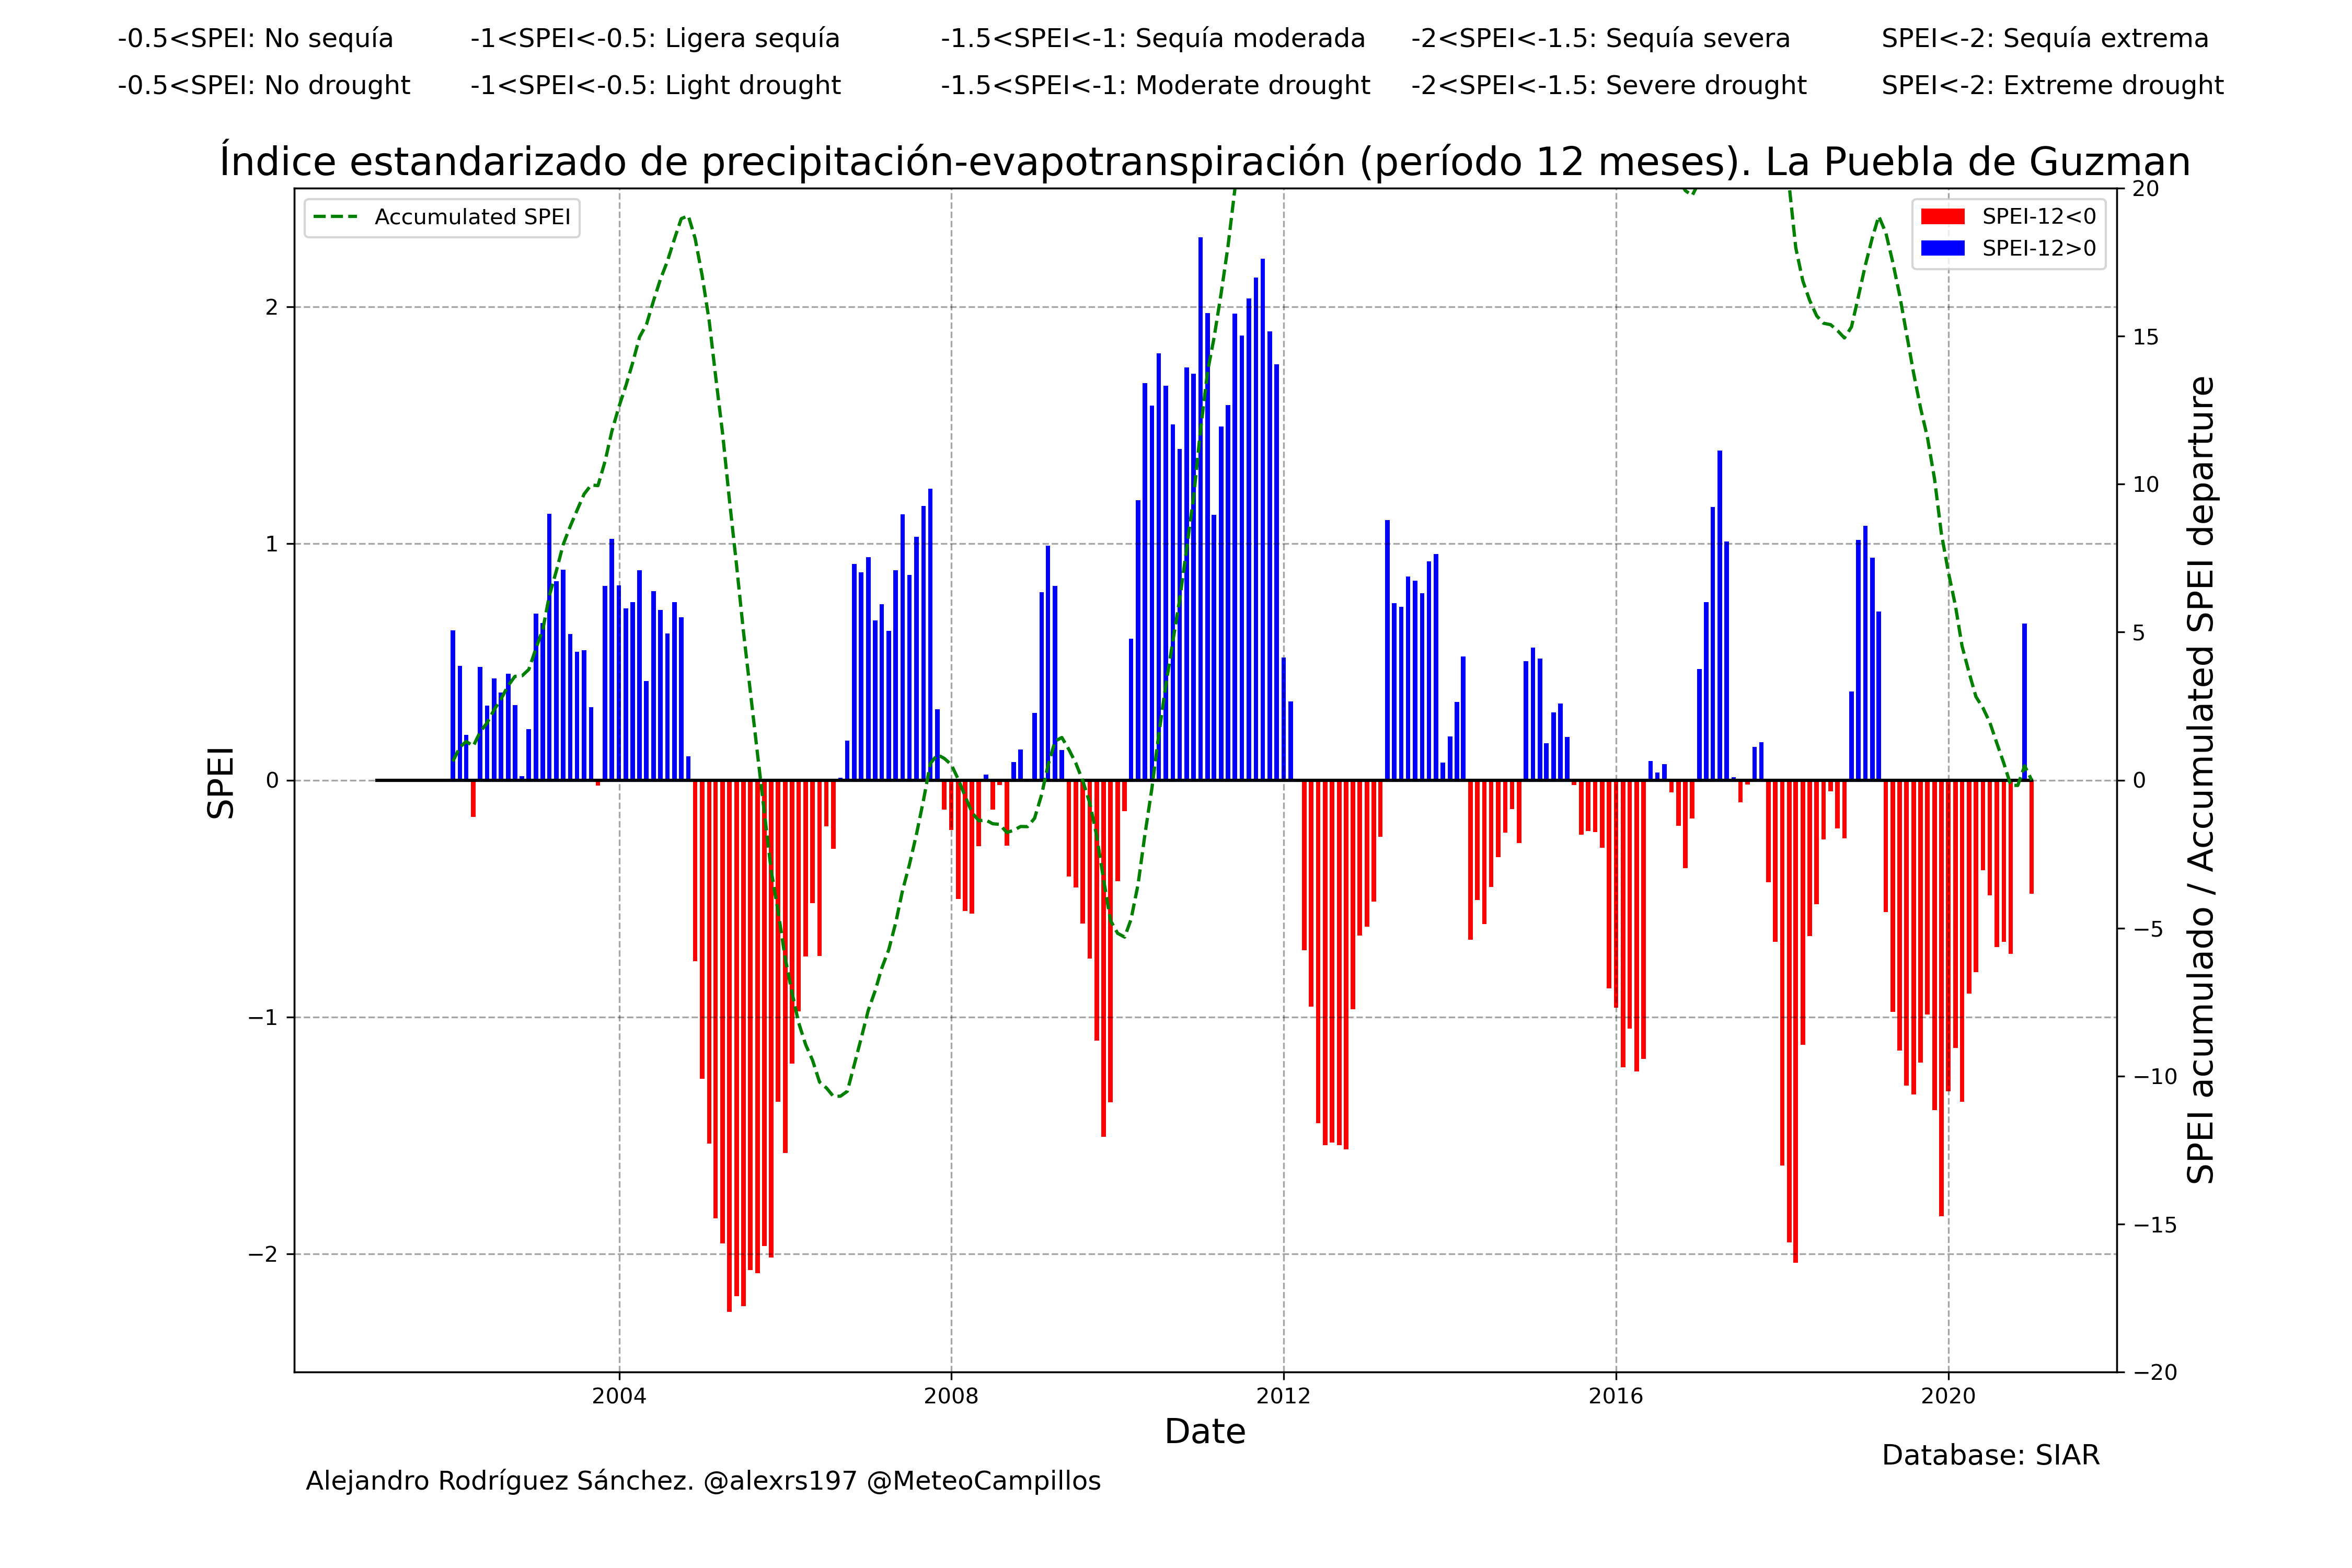 -0.5<SPEI: No sequía -1<SPEI<-0.5: Ligera sequía -1.5<SPEI<-1: Sequía moderada -2<SPEI<-1.5: Sequía severa SPEI<-2: Sequía extrema
-0.5<SPEI: No drought -1<SPEI<-0.5: Light drought -1.5<SPEI<-1: Moderate drought -2<SPEI<-1.5: Severe drought SPEI<-2: Extreme drought
Índice estandarizado de precipitación-evapotranspiración (período 12 meses). La Puebla de Guzman
Accumulated SPEI
SPEI-12<0
SPEI-12>0
SPEI
2
1
0
−1
−2
20
15
10
5
0
−5
−10
−15
−20
SPEI acumulado / Accumulated SPEI departure
2004 2008 2012 2016 2020
Date
Database: SIAR
Alejandro Rodríguez Sánchez. @alexrs197 @MeteoCampillos